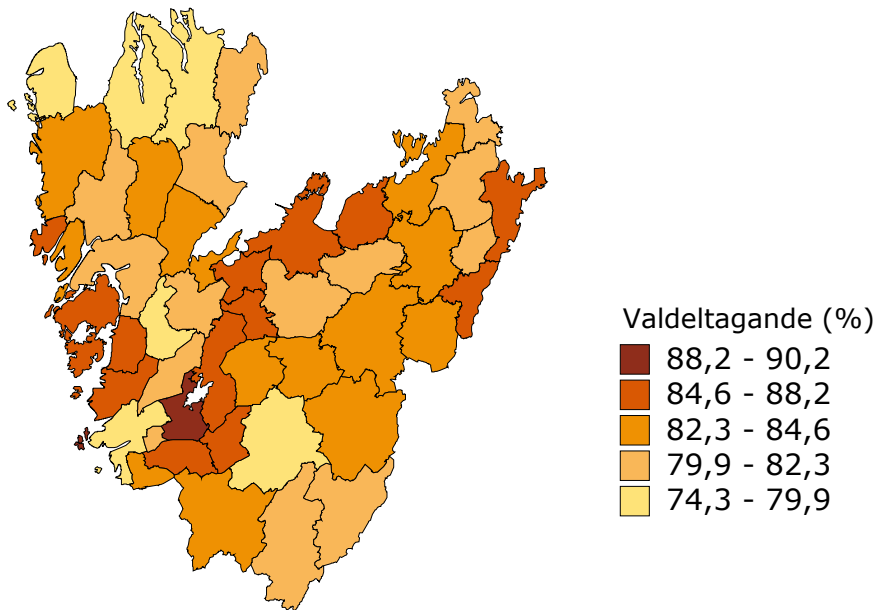 Valdeltagande (%)
88,2 - 90,2
84,6 - 88,2
82,3 - 84,6
79,9 - 82,3
74,3 - 79,9